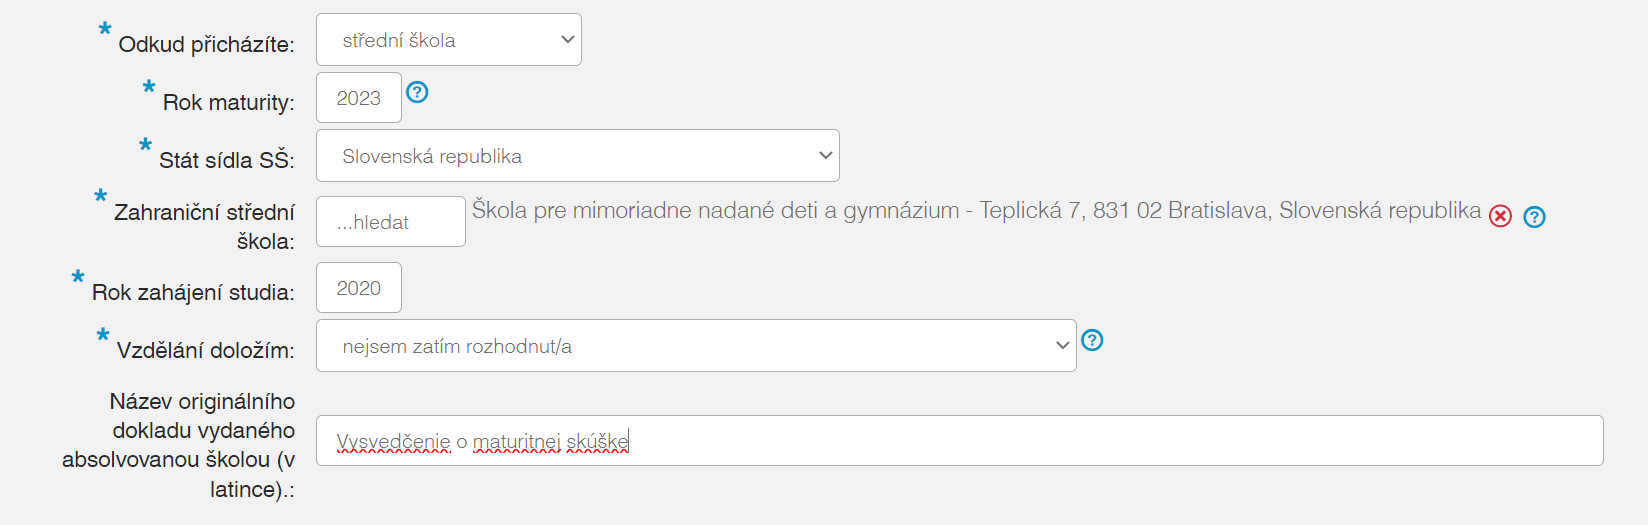 * Odkud přicházíte: střední škola
* Rok maturity: 2023 ?
* Stát sídla SŠ: Slovenská republika
* Zahraniční střední škola: ...hledat Škola pre mimoriadne nadané deti a gymnázium - Teplická 7, 831 02 Bratislava, Slovenská republika ?
* Rok zahájení studia: 2020
* Vzdělání doložím: nejsem zatím rozhodnut/a ?
Název originálního
dokladu vydaného
absolvovanou školou (v
latince).:
Vysvedčenie o maturitnej skúške